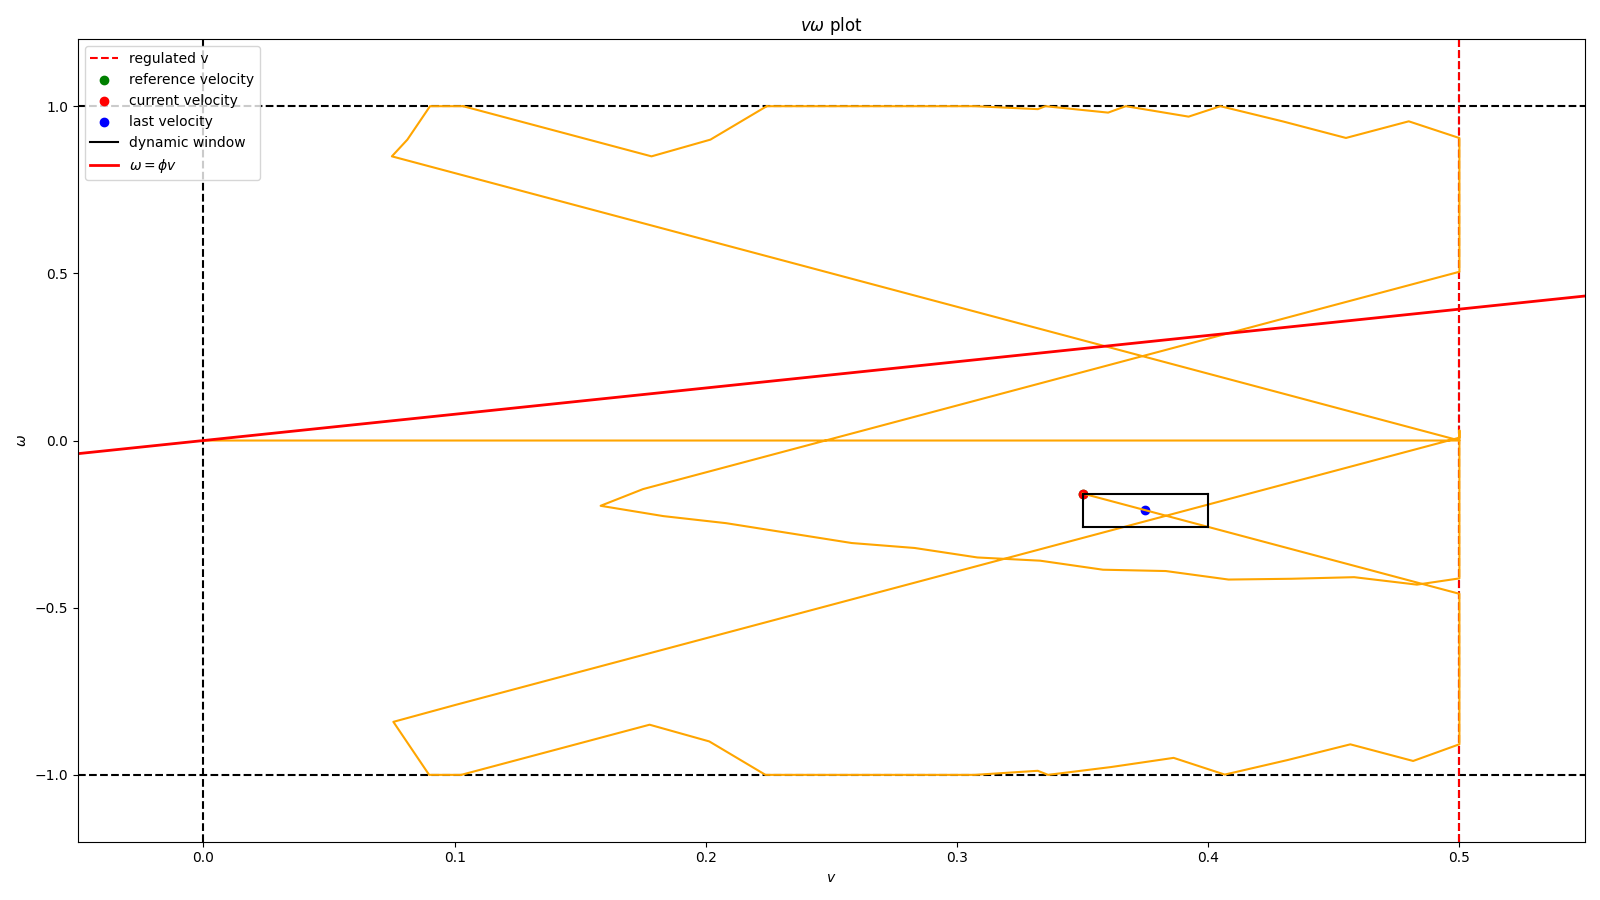 vω plot
regulated v
reference velocity
current velocity
last velocity
dynamic window
ω = ϕv
1.0
0.5
0.0
−0.5
−1.0
ω
0.0 0.1 0.2 0.3 0.4 0.5
v